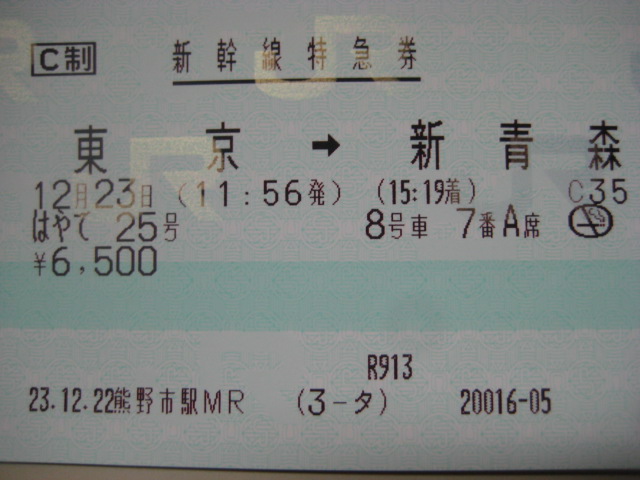 C制 新幹線特急券
東京 → 新青森
12月23日 (11:56発) (15:19着) C35
はやて 25号 8号車 7番A席
¥6,500
R913
23.12.22熊野市駅MR (3-タ) 20016-05